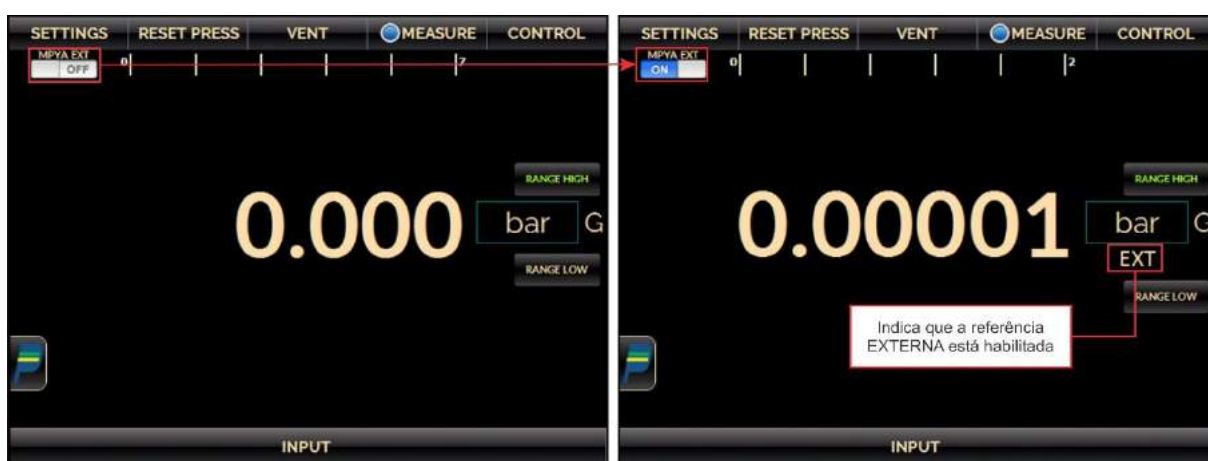 SETTINGS RESET PRESS VENT MEASURE CONTROL
MPYA EXT
OFF
0 7
RANGE HIGH
0.000 bar G
RANGE LOW
INPUT
SETTINGS RESET PRESS VENT MEASURE CONTROL
MPYA EXT
ON
0 2
RANGE HIGH
0.00001 bar G
EXT
RANGE LOW
Indica que a referência
EXTERNA está habilitada
INPUT